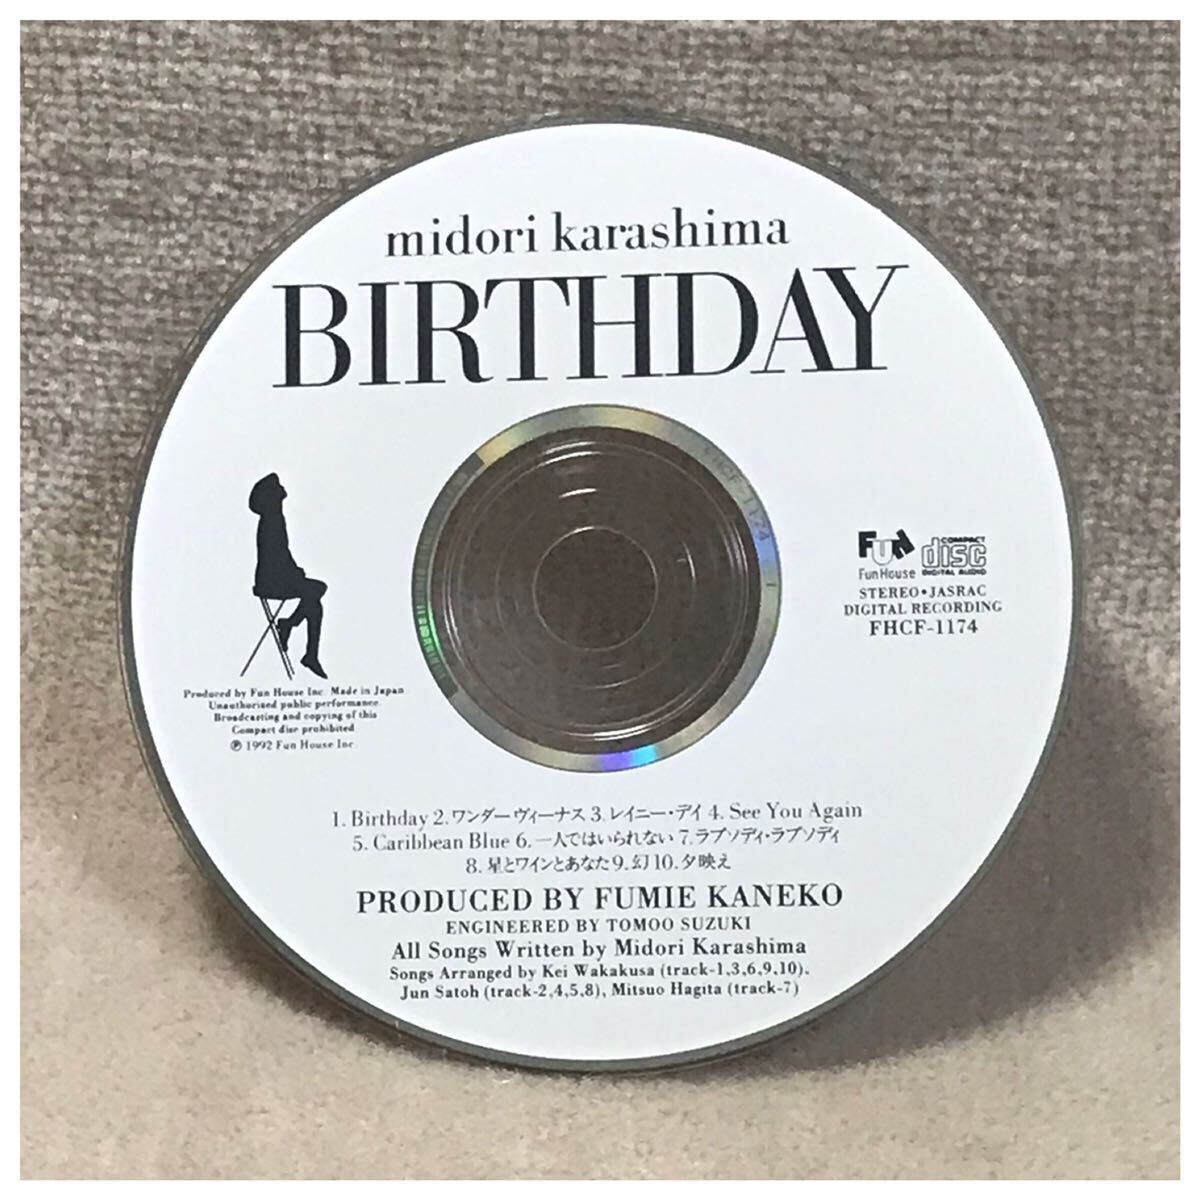 midori karashima
BIRTHDAY
FHCF-1174
Fun
Fun House
COMPACT
disc
DIGITAL AUDIO
STEREO•JASRAC
DIGITAL RECORDING
FHCF-1174
Produced by Fun House Inc. Made in Japan
Unauthorized public performance.
Broadcasting and copying of this
Compact disc prohibited
℗ 1992 Fun House Inc
1. Birthday 2. ワンダーヴィーナス 3. レイニー・デイ 4. See You Again
5. Caribbean Blue 6. 一人ではいられない 7. ラプソディ・ラプソディ
8. 星とワインとあなた 9. 幻 10. 夕映え
PRODUCED BY FUMIE KANEKO
ENGINEERED BY TOMOO SUZUKI
All Songs Written by Midori Karashima
Songs Arranged by Kei Wakakusa (track-1,3,6,9,10),
Jun Satoh (track-2,4,5,8), Mitsuo Hagita (track-7)